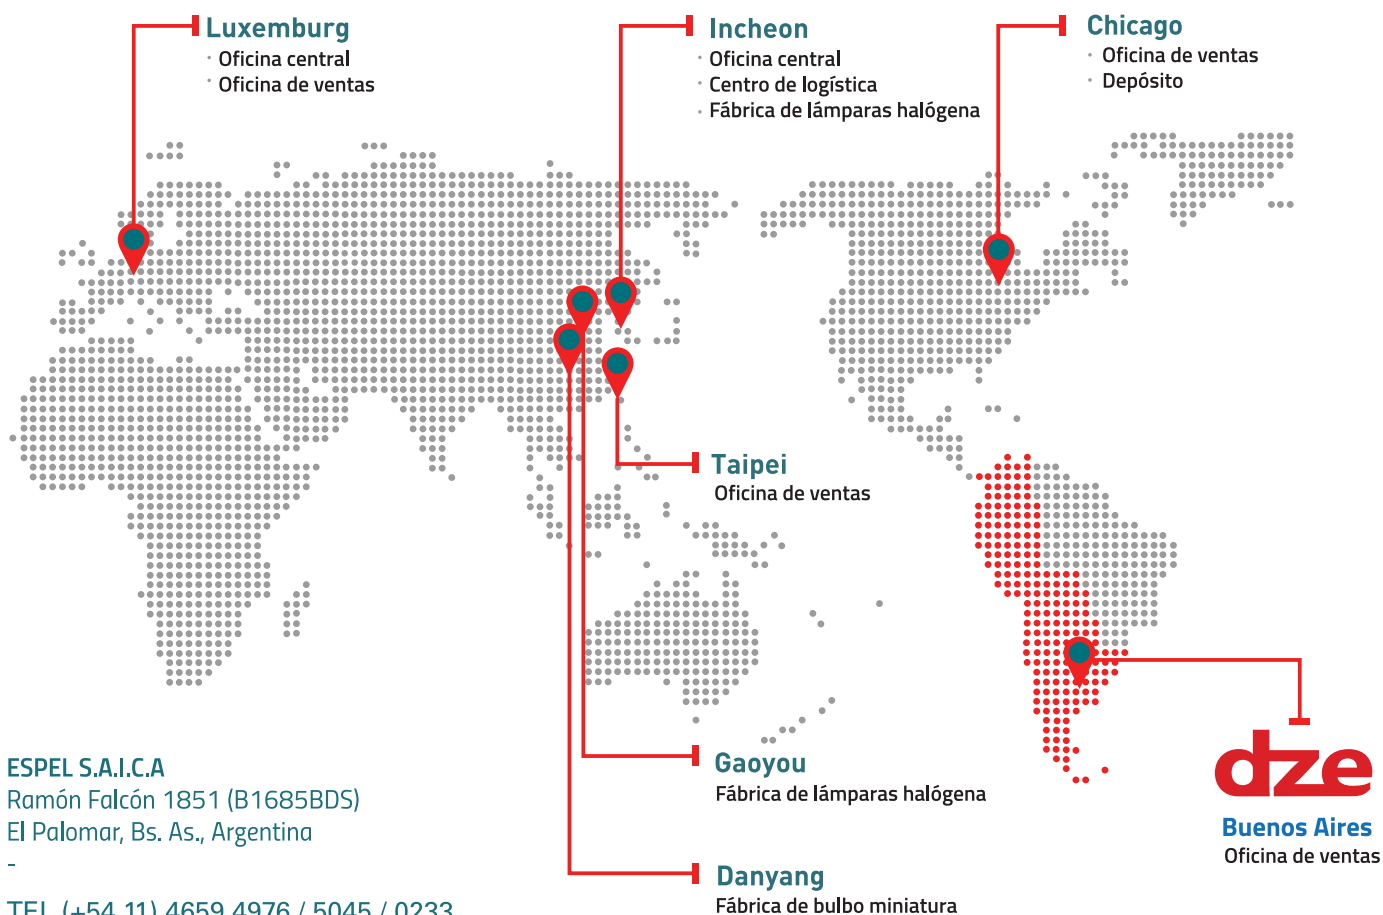 Luxemburg
· Oficina central
· Oficina de ventas
Incheon
· Oficina central
· Centro de logística
· Fábrica de lámparas halógena
Chicago
· Oficina de ventas
· Depósito
Taipei
Oficina de ventas
Gaoyou
Fábrica de lámparas halógena
Danyang
Fábrica de bulbo miniatura
dze
Buenos Aires
Oficina de ventas
ESPEL S.A.I.C.A
Ramón Falcón 1851 (B1685BDS)
El Palomar, Bs. As., Argentina
-
TEL (+54 11) 4659 4976 / 5045 / 0233